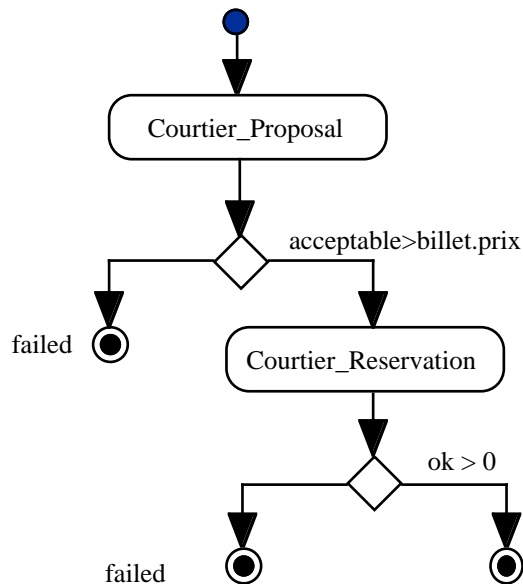 Courtier_Proposal
acceptable>billet.prix
failed
Courtier_Reservation
ok > 0
failed